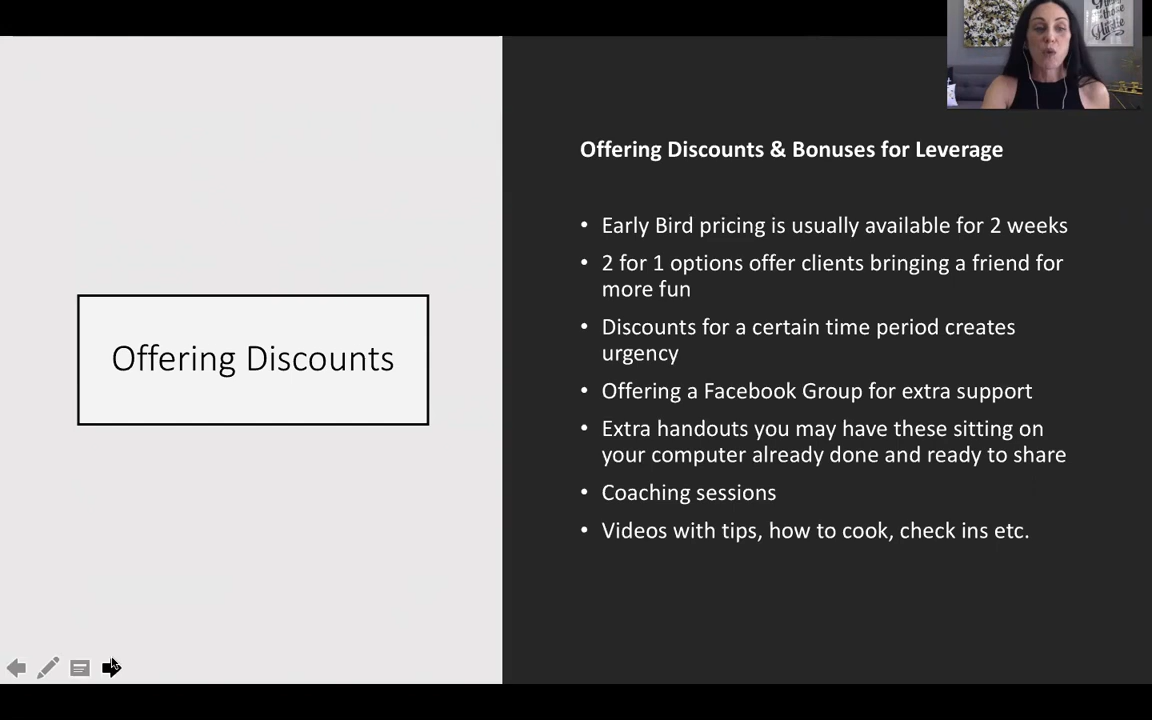 Offering Discounts
Offering Discounts & Bonuses for Leverage
• Early Bird pricing is usually available for 2 weeks
• 2 for 1 options offer clients bringing a friend for
more fun
• Discounts for a certain time period creates
urgency
• Offering a Facebook Group for extra support
• Extra handouts you may have these sitting on
your computer already done and ready to share
• Coaching sessions
• Videos with tips, how to cook, check ins etc.